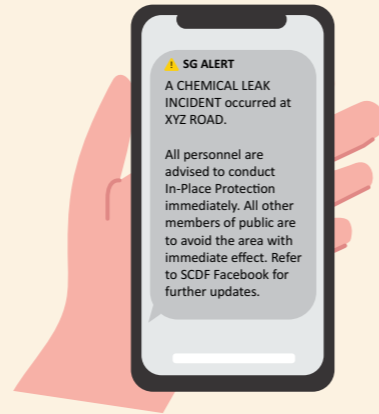 SG ALERT
A CHEMICAL LEAK
INCIDENT occurred at
XYZ ROAD.
All personnel are
advised to conduct
In-Place Protection
immediately. All other
members of public are
to avoid the area with
immediate effect. Refer
to SCDF Facebook for
further updates.